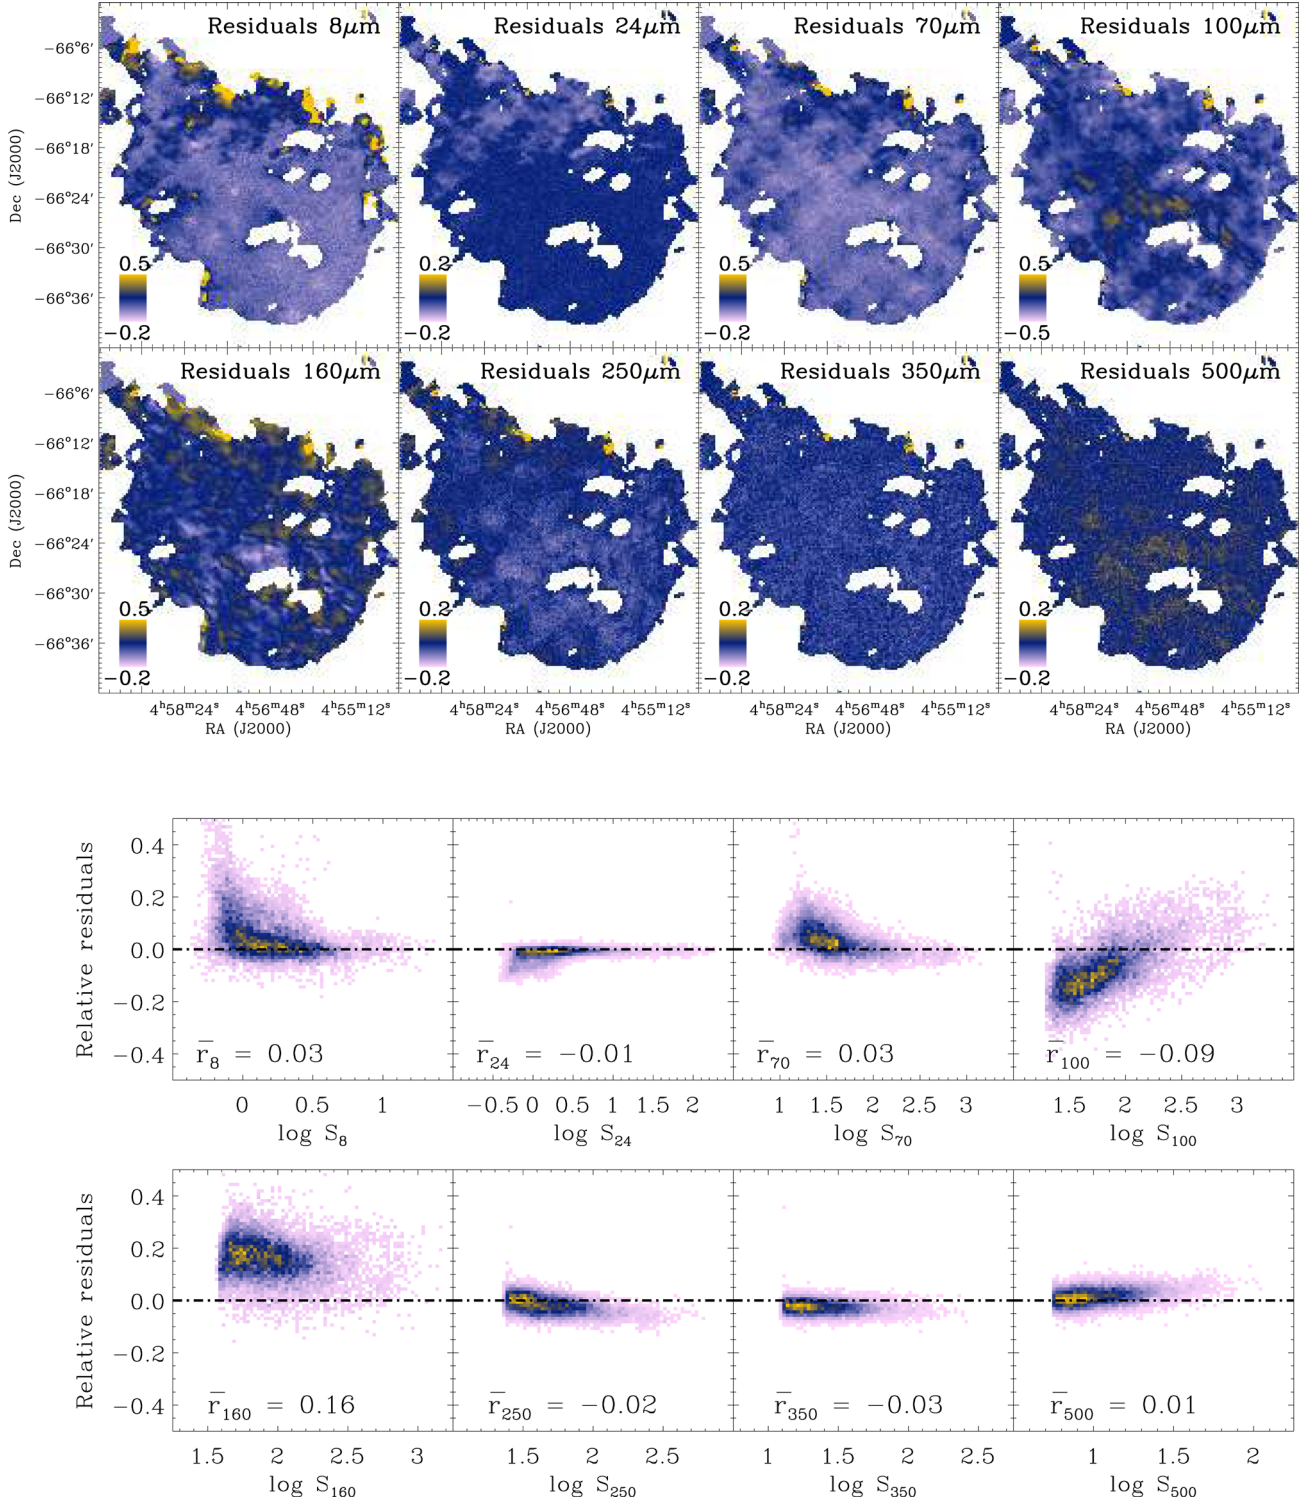 Residuals 8μm
Residuals 24μm
Residuals 70μm
Residuals 100μm
Dec (J2000)
−66°6′
−66°12′
−66°18′
−66°24′
−66°30′
−66°36′
0.5
−0.2
0.2
−0.2
0.5
−0.2
0.5
−0.5
Residuals 160μm
Residuals 250μm
Residuals 350μm
Residuals 500μm
Dec (J2000)
−66°6′
−66°12′
−66°18′
−66°24′
−66°30′
−66°36′
0.5
−0.2
0.2
−0.2
0.2
−0.2
0.2
−0.2
4ʰ58ᵐ24ˢ 4ʰ56ᵐ48ˢ 4ʰ55ᵐ12ˢ
4ʰ58ᵐ24ˢ 4ʰ56ᵐ48ˢ 4ʰ55ᵐ12ˢ
4ʰ58ᵐ24ˢ 4ʰ56ᵐ48ˢ 4ʰ55ᵐ12ˢ
4ʰ58ᵐ24ˢ 4ʰ56ᵐ48ˢ 4ʰ55ᵐ12ˢ
RA (J2000)
RA (J2000)
RA (J2000)
RA (J2000)
Relative residuals
0.4
0.2
0.0
−0.2
−0.4
r̅₈ = 0.03
r̅₂₄ = −0.01
r̅₇₀ = 0.03
r̅₁₀₀ = −0.09
0 0.5 1
−0.5 0 0.5 1 1.5 2
1 1.5 2 2.5 3
1.5 2 2.5 3
log S₈
log S₂₄
log S₇₀
log S₁₀₀
Relative residuals
0.4
0.2
0.0
−0.2
−0.4
r̅₁₆₀ = 0.16
r̅₂₅₀ = −0.02
r̅₃₅₀ = −0.03
r̅₅₀₀ = 0.01
1.5 2 2.5 3
1.5 2 2.5
1 1.5 2 2.5
1 1.5 2
log S₁₆₀
log S₂₅₀
log S₃₅₀
log S₅₀₀